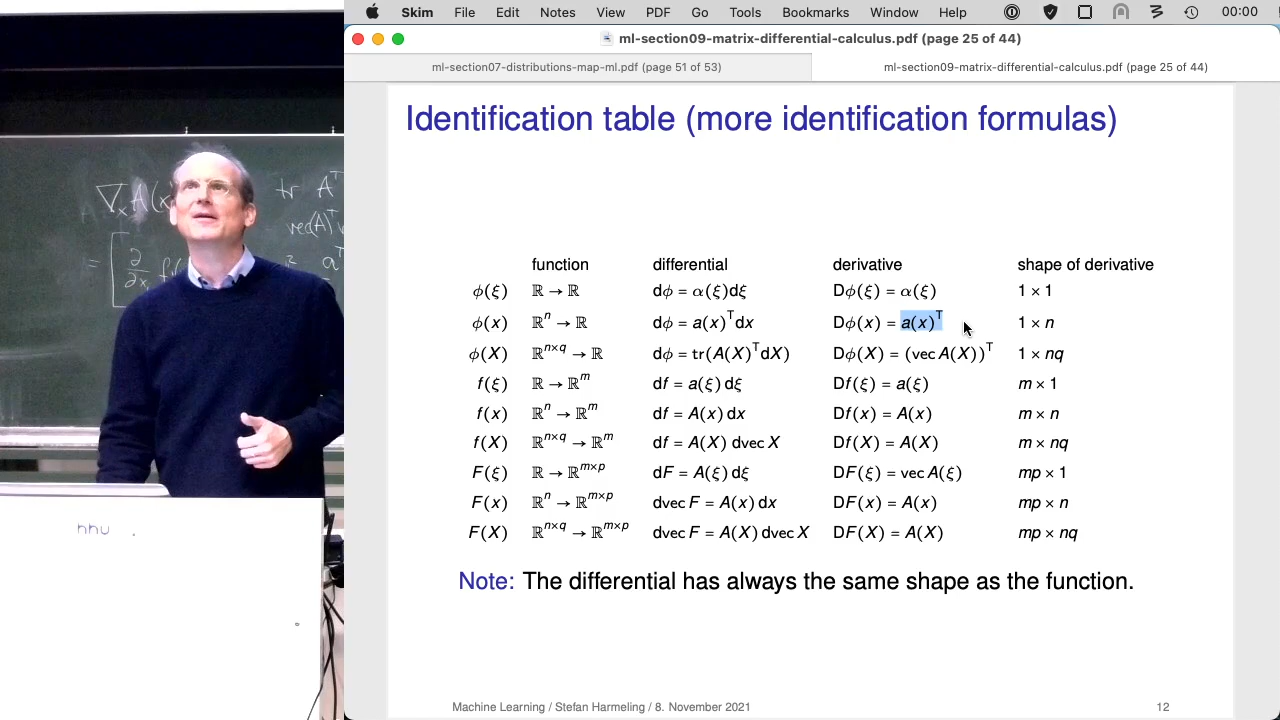 Skim File Edit Notes View PDF Go Tools Bookmarks Window Help 00:00
ml-section09-matrix-differential-calculus.pdf (page 25 of 44)
ml-section07-distributions-map-ml.pdf (page 51 of 53) ml-section09-matrix-differential-calculus.pdf (page 25 of 44)
Identification table (more identification formulas)
function differential derivative shape of derivative
ϕ(ξ) ℝ → ℝ dϕ = α(ξ)dξ Dϕ(ξ) = α(ξ) 1 × 1
ϕ(x) ℝⁿ → ℝ dϕ = a(x)ᵀdx Dϕ(x) = a(x)ᵀ 1 × n
ϕ(X) ℝ^{n×q} → ℝ dϕ = tr(A(X)ᵀdX) Dϕ(X) = (vec A(X))ᵀ 1 × nq
f(ξ) ℝ → ℝᵐ df = a(ξ) dξ Df(ξ) = a(ξ) m × 1
f(x) ℝⁿ → ℝᵐ df = A(x) dx Df(x) = A(x) m × n
f(X) ℝ^{n×q} → ℝᵐ df = A(X) dvec X Df(X) = A(X) m × nq
F(ξ) ℝ → ℝ^{m×p} dF = A(ξ) dξ DF(ξ) = vec A(ξ) mp × 1
F(x) ℝⁿ → ℝ^{m×p} dvec F = A(x) dx DF(x) = A(x) mp × n
F(X) ℝ^{n×q} → ℝ^{m×p} dvec F = A(X) dvec X DF(X) = A(X) mp × nq
Note: The differential has always the same shape as the function.
Machine Learning / Stefan Harmeling / 8. November 2021 12
hhu